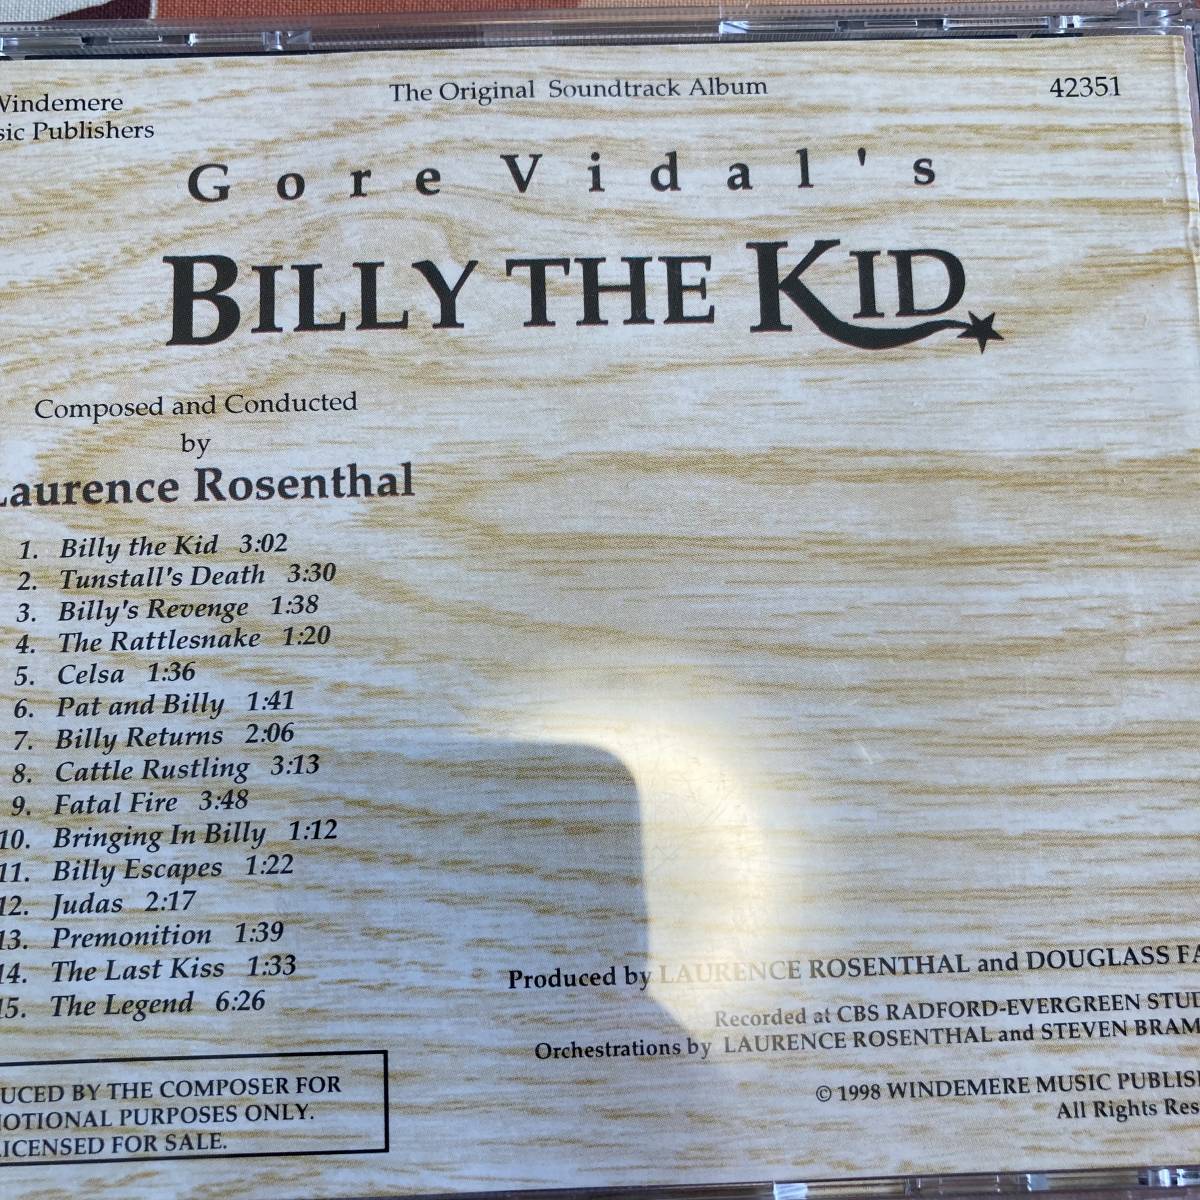 Windemere
Music Publishers
The Original Soundtrack Album
42351
Gore Vidal's
BILLY THE KID
Composed and Conducted
by
Laurence Rosenthal
1. Billy the Kid 3:02
2. Tunstall's Death 3:30
3. Billy's Revenge 1:38
4. The Rattlesnake 1:20
5. Celsa 1:36
6. Pat and Billy 1:41
7. Billy Returns 2:06
8. Cattle Rustling 3:13
9. Fatal Fire 3:48
10. Bringing In Billy 1:12
11. Billy Escapes 1:22
12. Judas 2:17
13. Premonition 1:39
14. The Last Kiss 1:33
15. The Legend 6:26
Produced by LAURENCE ROSENTHAL and DOUGLASS
Recorded at CBS RADFORD-EVERGREEN
Orchestrations by LAURENCE ROSENTHAL and STEVEN
© 1998 WINDEMERE MUSIC
All Rights
BY THE COMPOSER FOR
PURPOSES ONLY.
FOR SALE.